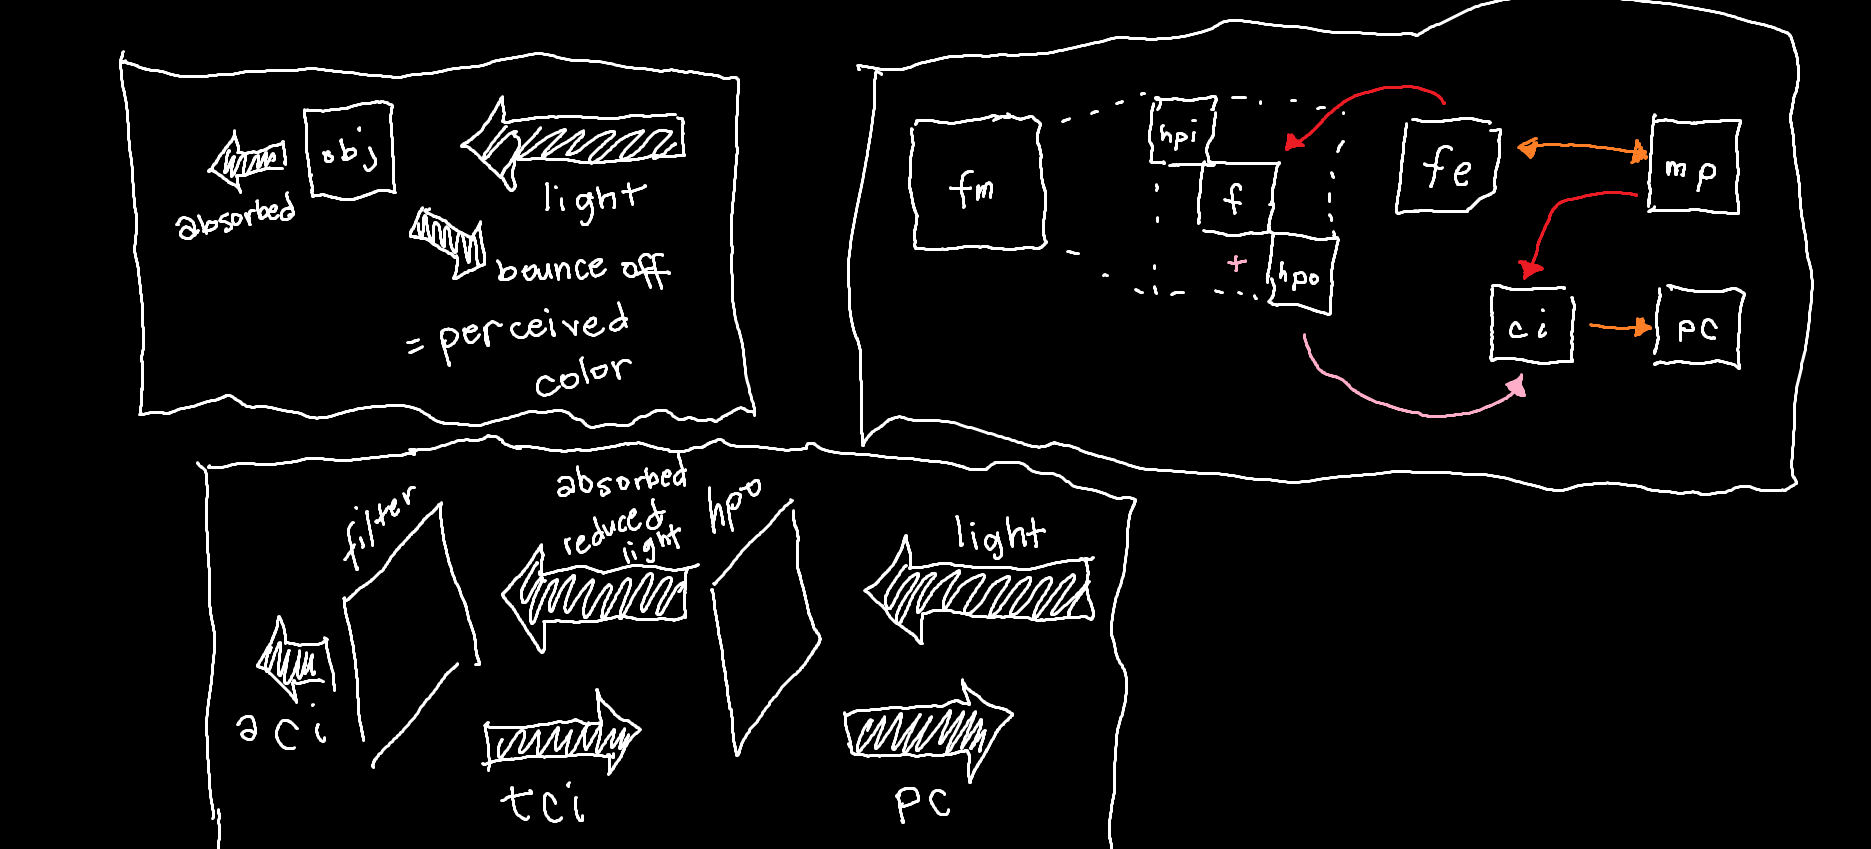 obj
absorbed
light
bounce off
= perceived
color
fm
hpi
f
+
hpo
fe
mp
ci
pc
filter
absorbed
reduced
light
hpo
light
aci
tci
pc